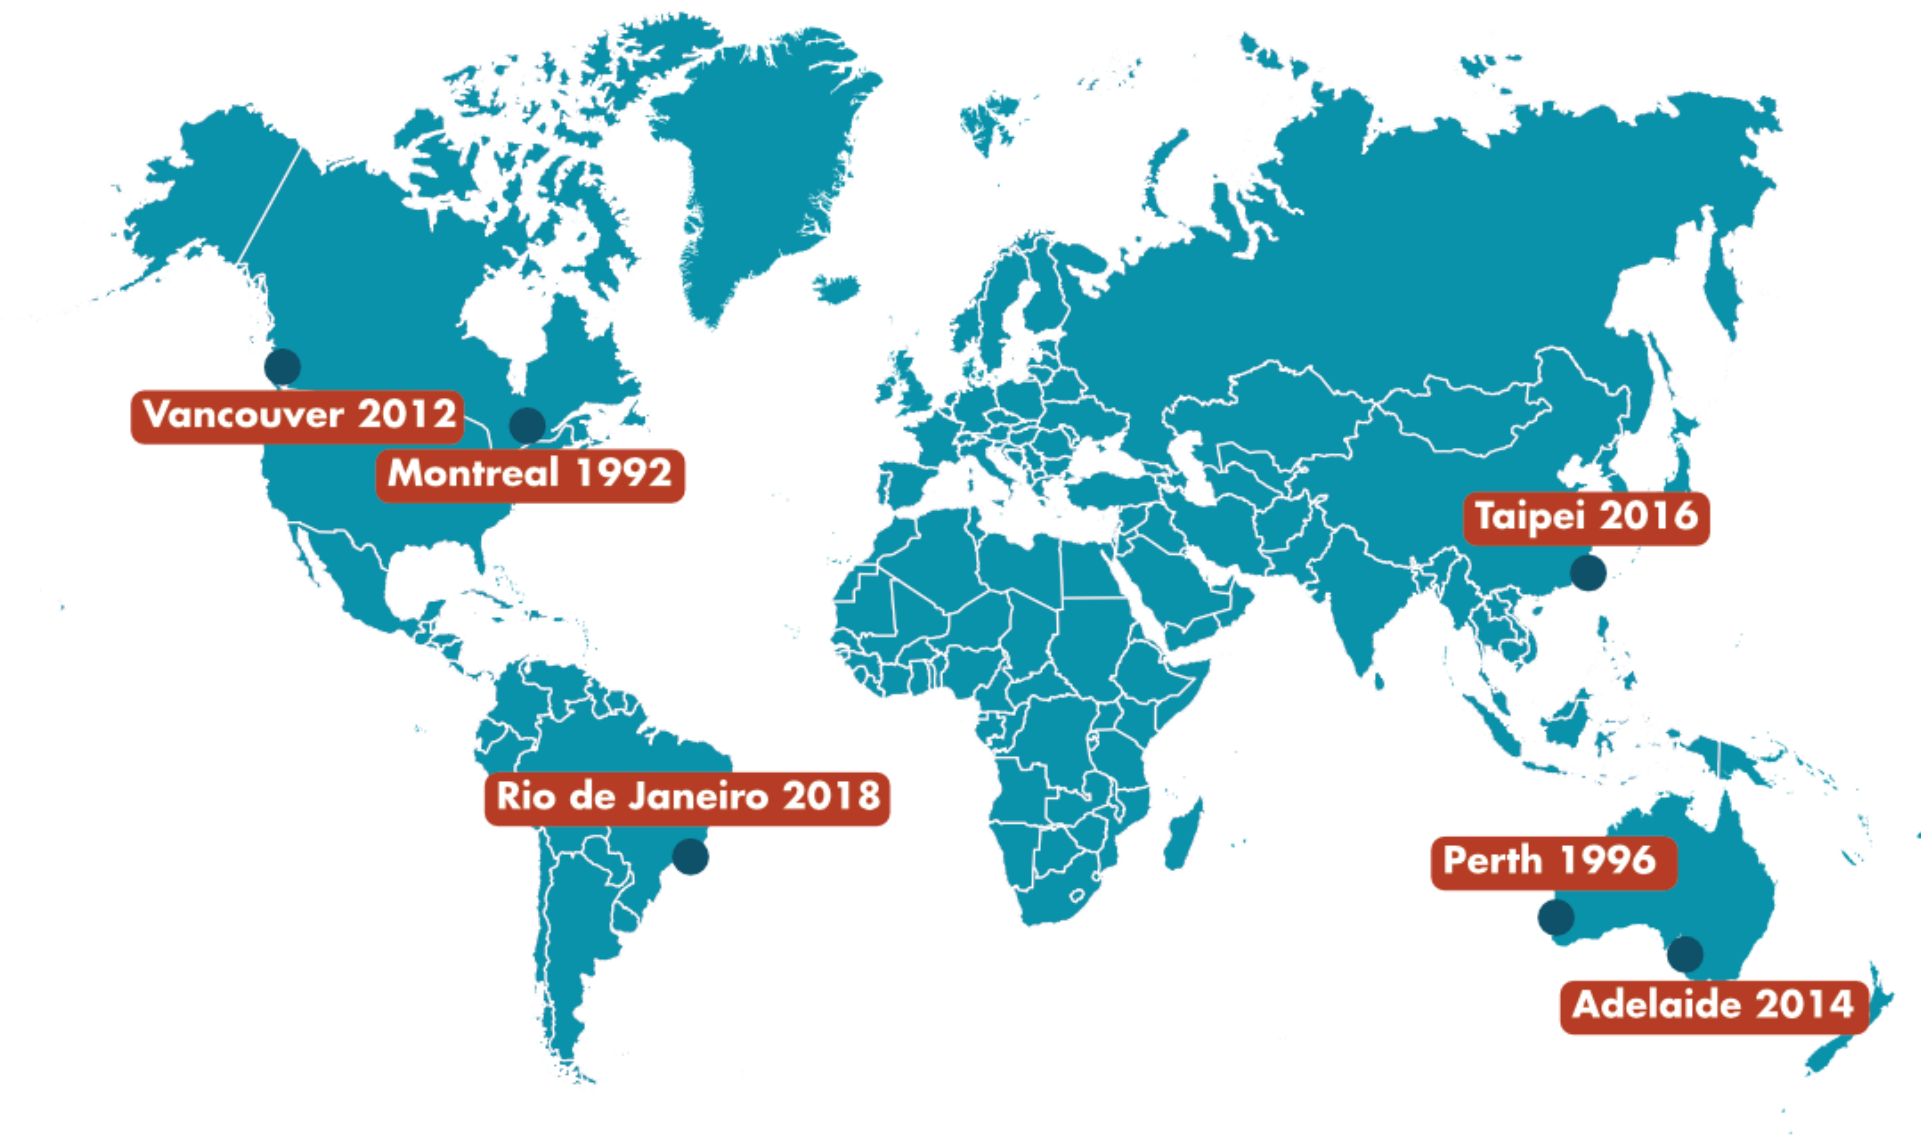 Vancouver 2012
Montreal 1992
Taipei 2016
Rio de Janeiro 2018
Perth 1996
Adelaide 2014